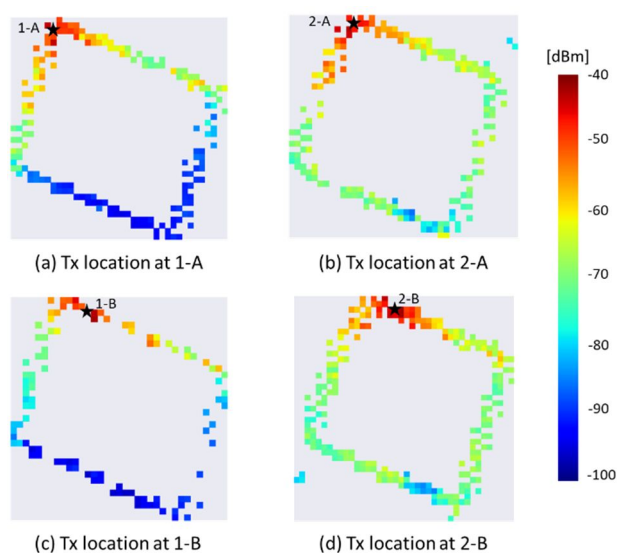 1-A
2-A
[dBm]
-40
-50
-60
-70
-80
-90
-100
(a) Tx location at 1-A
(b) Tx location at 2-A
1-B
2-B
(c) Tx location at 1-B
(d) Tx location at 2-B